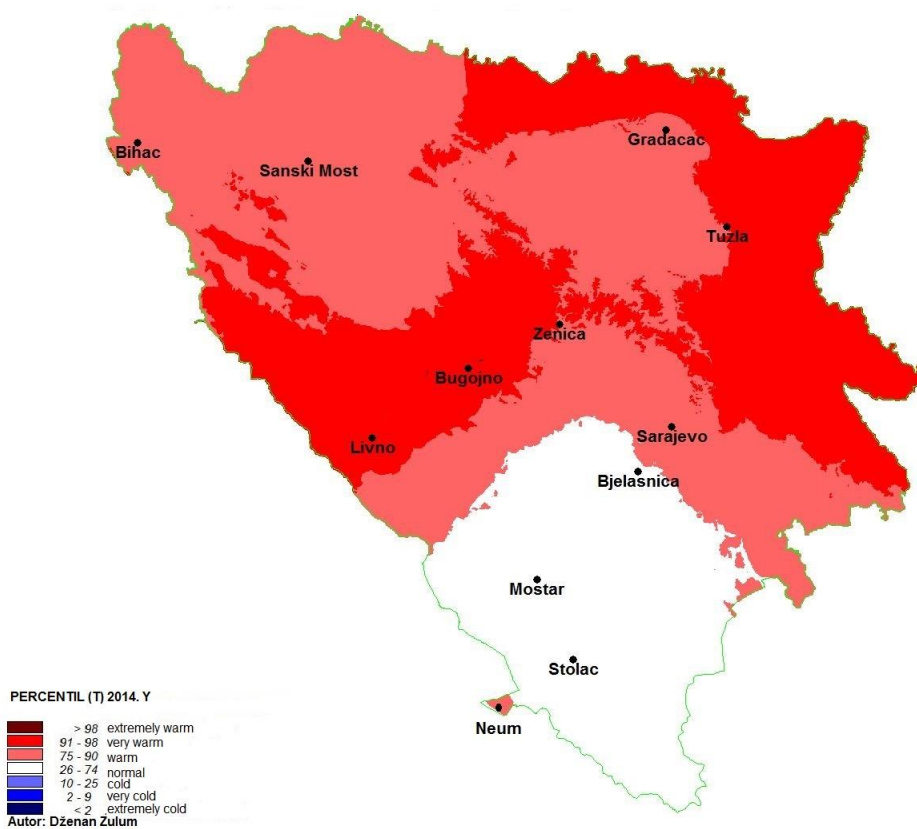 Gradacac
Bihac
Sanski Most
Tuzla
Zenica
Bugojno
Sarajevo
Livno
Bjelasnica
Mostar
Stolac
Neum
PERCENTIL (T) 2014. Y
> 98 extremely warm
91 - 98 very warm
75 - 90 warm
26 - 74 normal
10 - 25 cold
2 - 9 very cold
< 2 extremely cold
Autor: Dženan Zulum